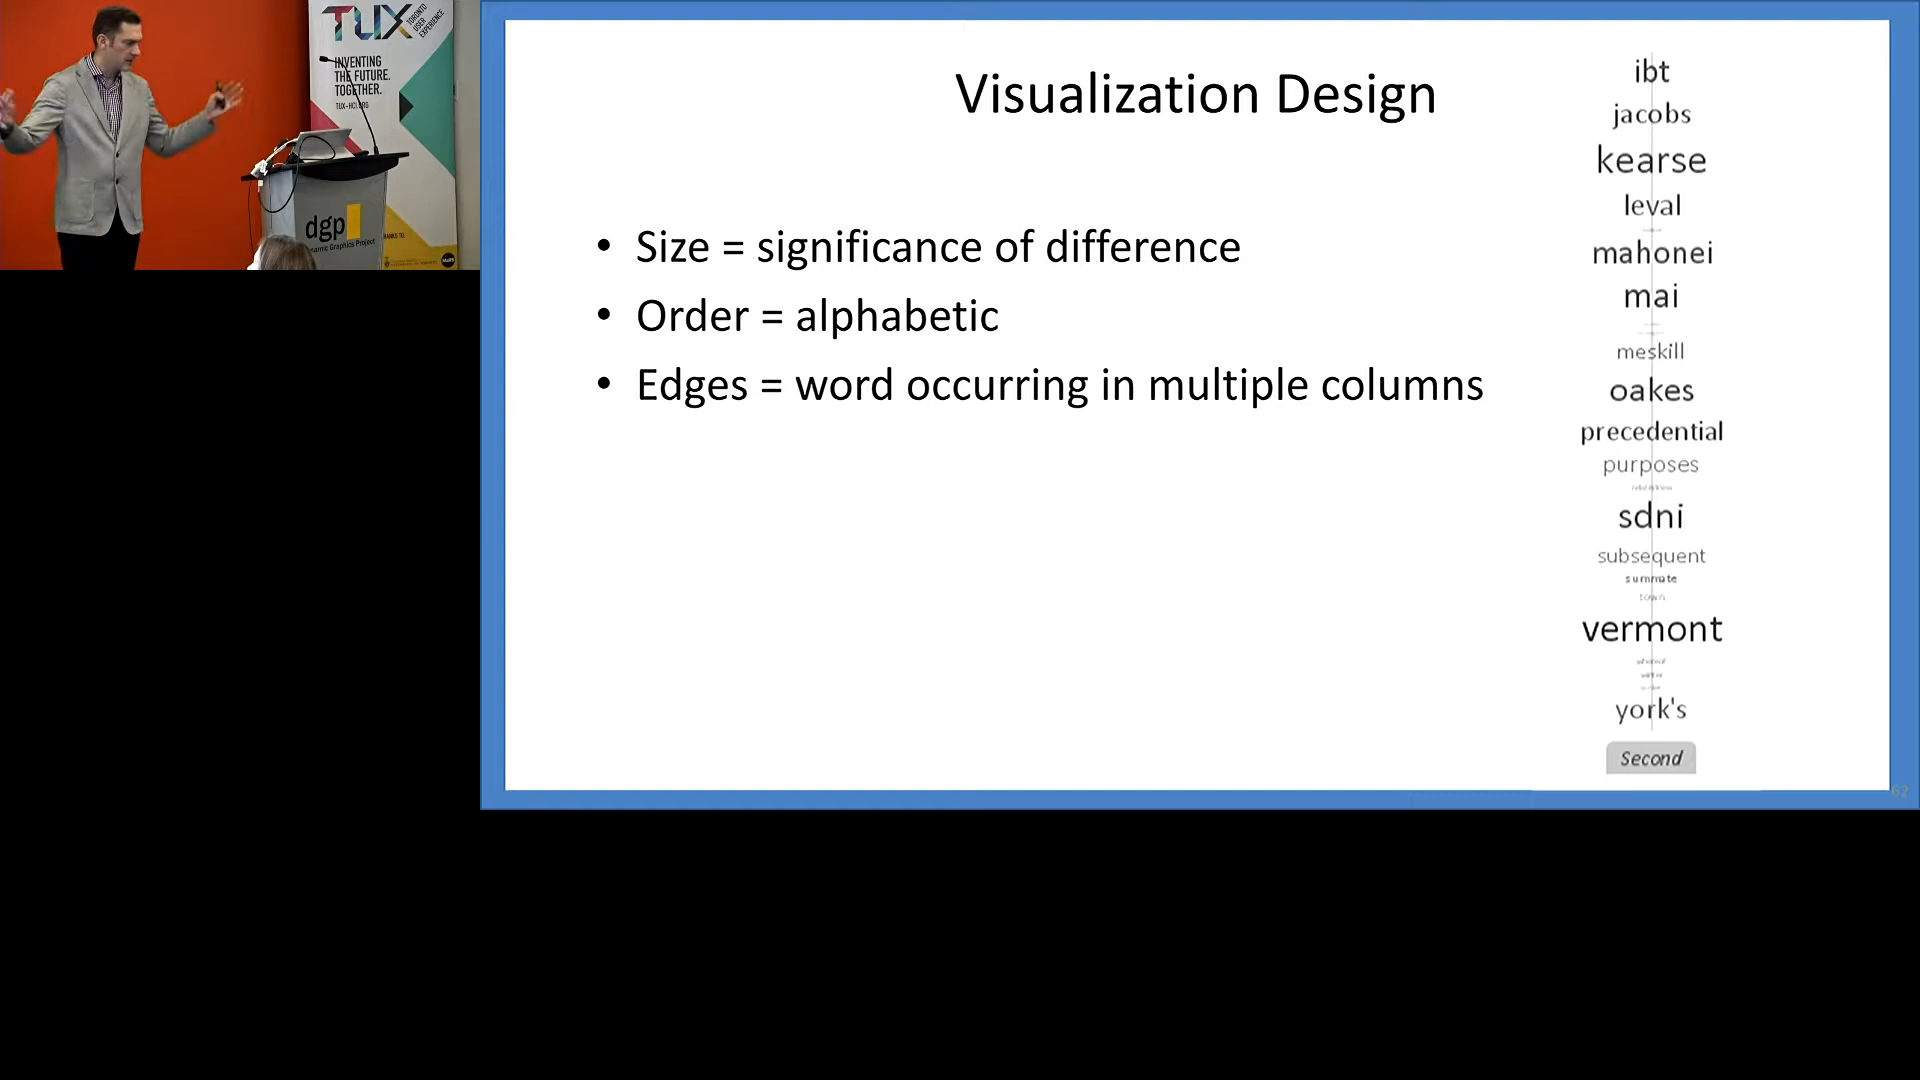 TUX
TORONTO
USER
EXPERIENCE
INVENTING
THE FUTURE.
TOGETHER.
TUX-HCI.ORG
dgp
Dynamic Graphics Project
Visualization Design
• Size = significance of difference
• Order = alphabetic
• Edges = word occurring in multiple columns
ibt
jacobs
kearse
leval
mahonei
mai
meskill
oakes
precedential
purposes
sdni
subsequent
summate
town
vermont
york's
Second
62